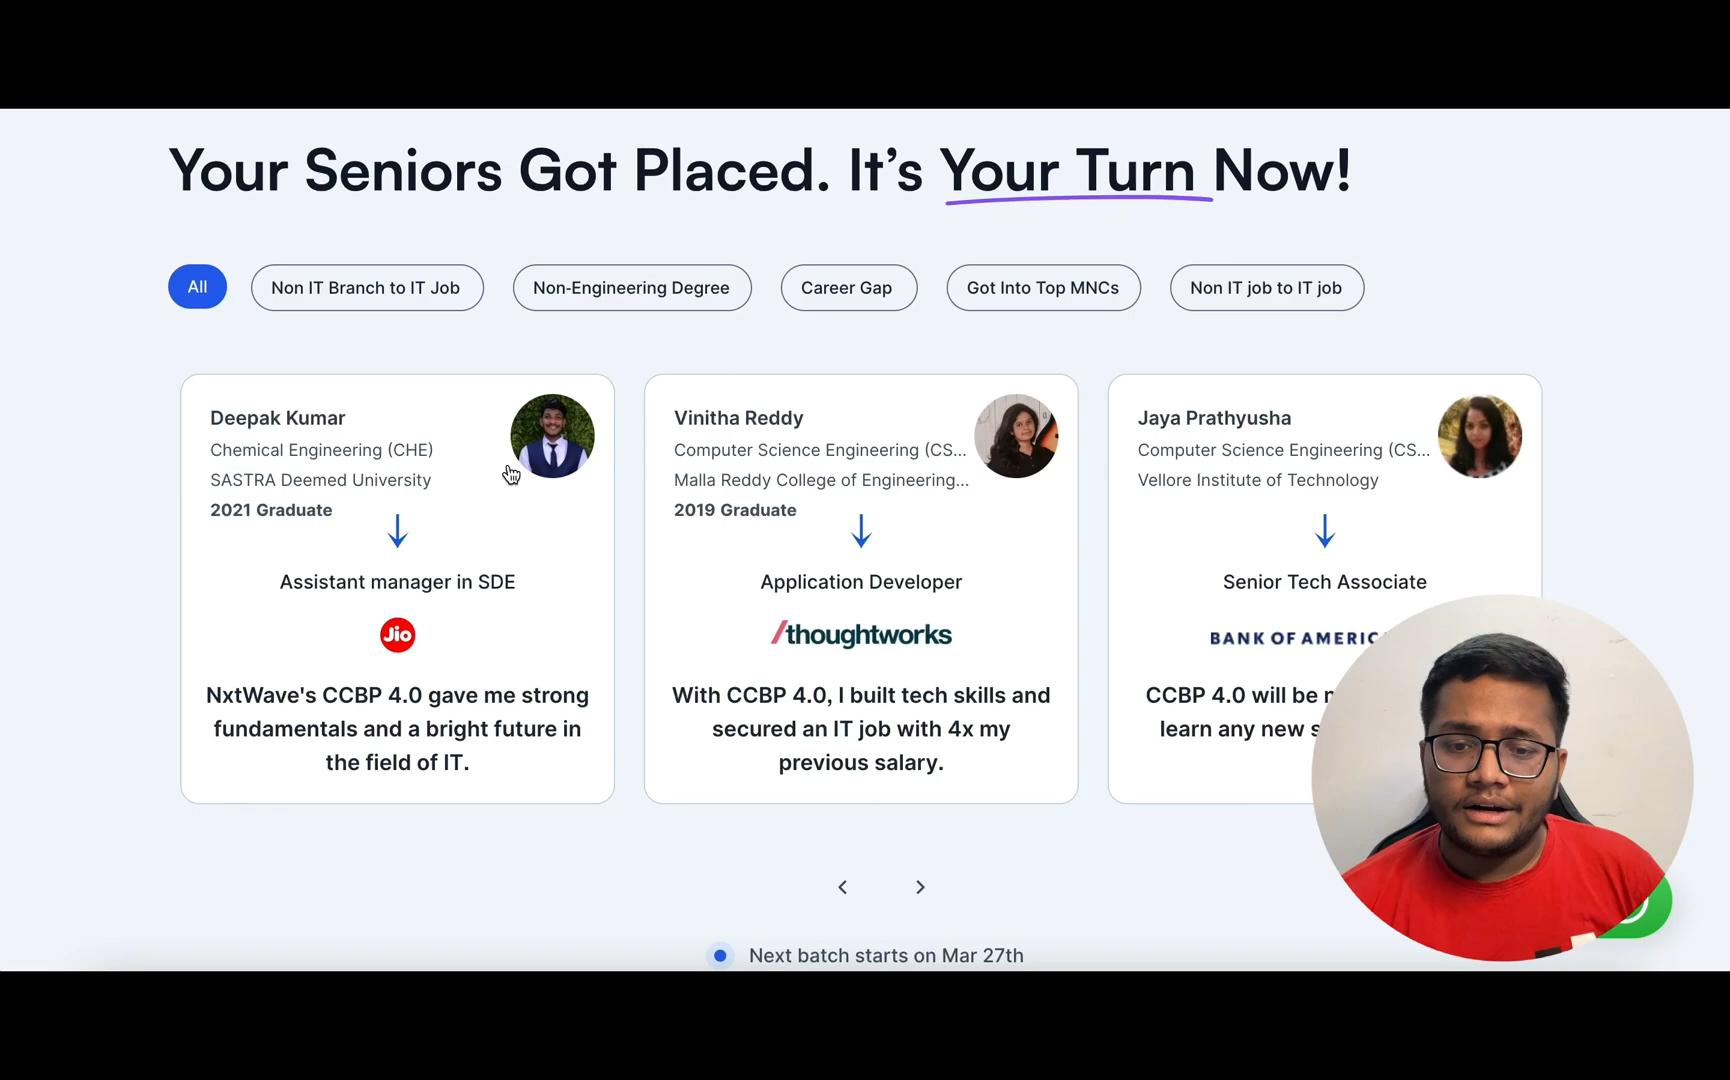 Your Seniors Got Placed. It's Your Turn Now!
All
Non IT Branch to IT Job
Non-Engineering Degree
Career Gap
Got Into Top MNCs
Non IT job to IT job
Deepak Kumar
Chemical Engineering (CHE)
SASTRA Deemed University
2021 Graduate
Assistant manager in SDE
Jio
NxtWave's CCBP 4.0 gave me strong
fundamentals and a bright future in
the field of IT.
Vinitha Reddy
Computer Science Engineering (CS...
Malla Reddy College of Engineering...
2019 Graduate
Application Developer
/thoughtworks
With CCBP 4.0, I built tech skills and
secured an IT job with 4x my
previous salary.
Jaya Prathyusha
Computer Science Engineering (CS...
Vellore Institute of Technology
Senior Tech Associate
BANK OF AMERIC
CCBP 4.0 will be
learn any new
Next batch starts on Mar 27th